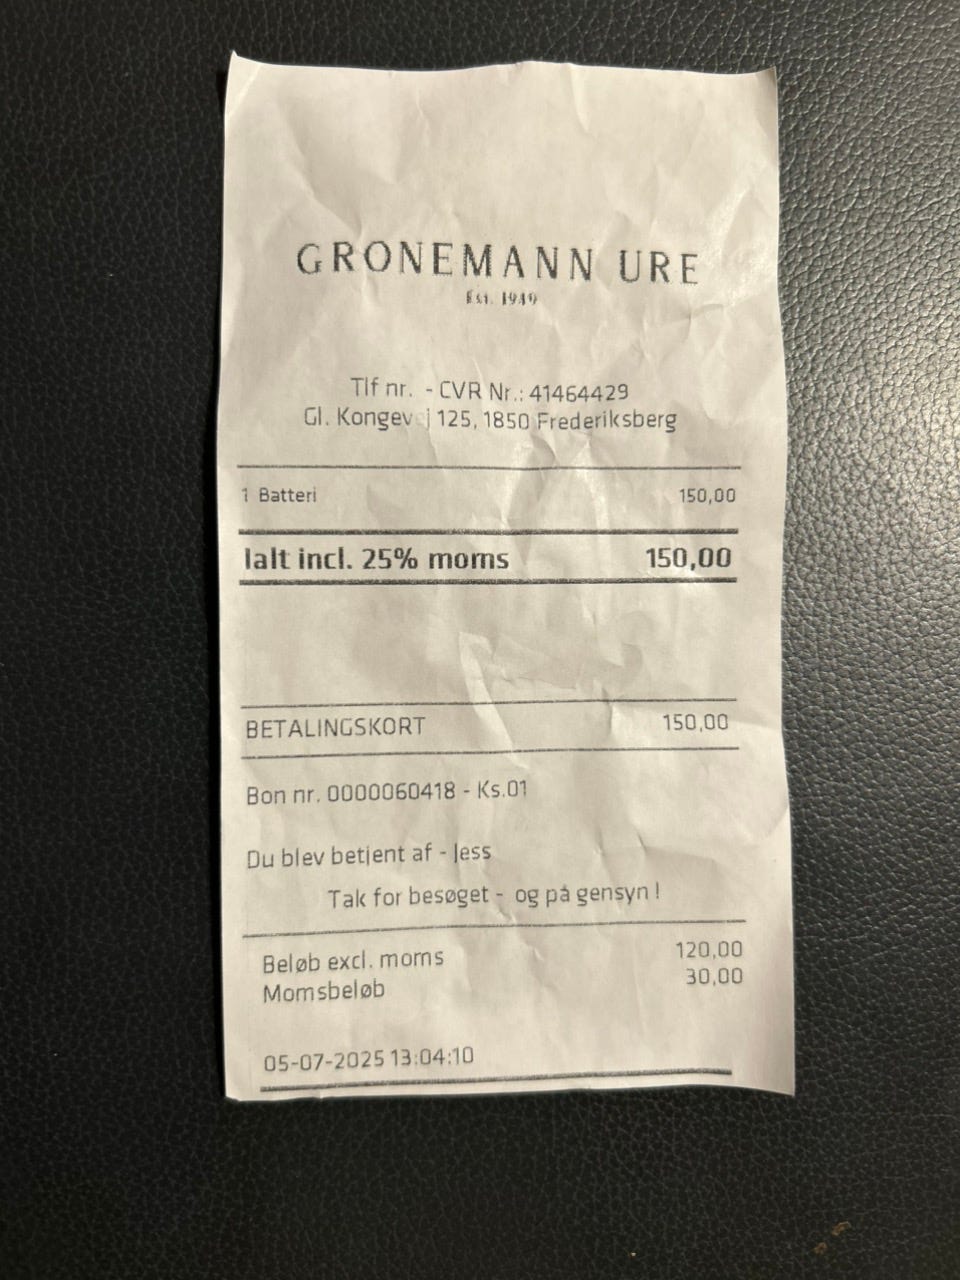 GRONEMANN URE
Est. 1940
Tlf nr. - CVR Nr.: 41464429
Gl. Kongevej 125, 1850 Frederiksberg
1 Batteri 150,00
Ialt incl. 25% moms 150,00
BETALINGSKORT 150,00
Bon nr. 0000060418 - Ks.01
Du blev betjent af - Jess
Tak for besøget - og på gensyn !
Beløb excl. moms 120,00
Momsbeløb 30,00
05-07-2025 13:04:10